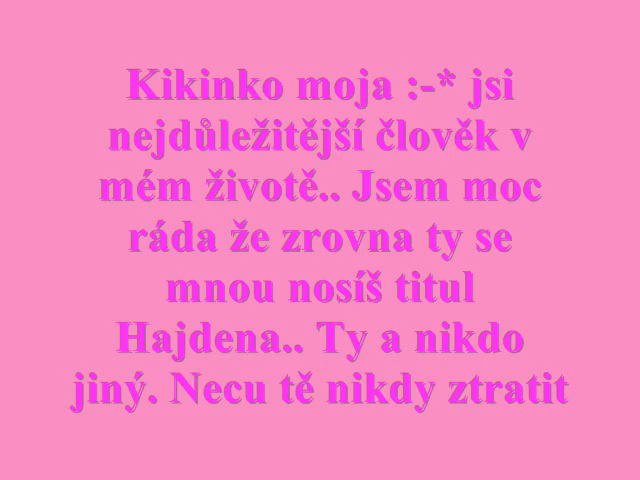 Kikinko moja :-* jsi
nejdůležitější člověk v
mém životě.. Jsem moc
ráda že zrovna ty se
mnou nosíš titul
Hajdena.. Ty a nikdo
jiný. Necu tě nikdy ztratit